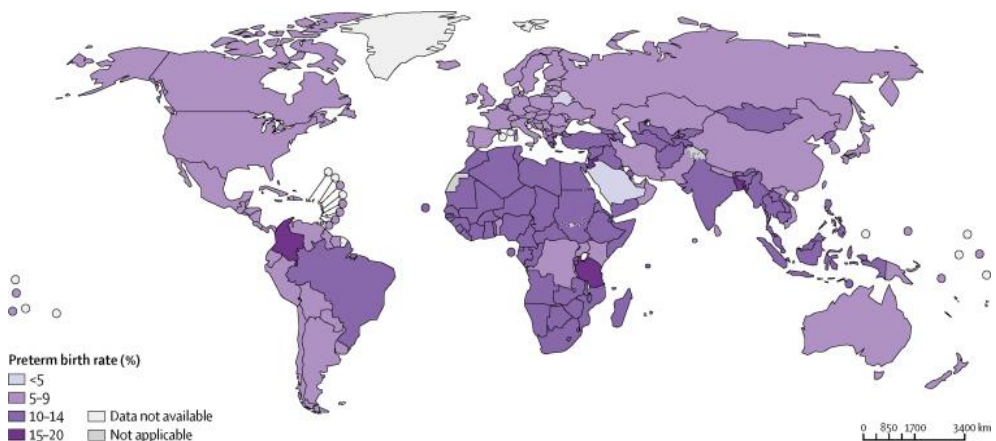 Preterm birth rate (%)
<5
5–9
10–14
15–20
Data not available
Not applicable
0 850 1700 3400 km